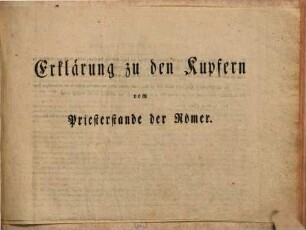 Erklärung zu den Kupfern
vom
Priesterstande der Römer.